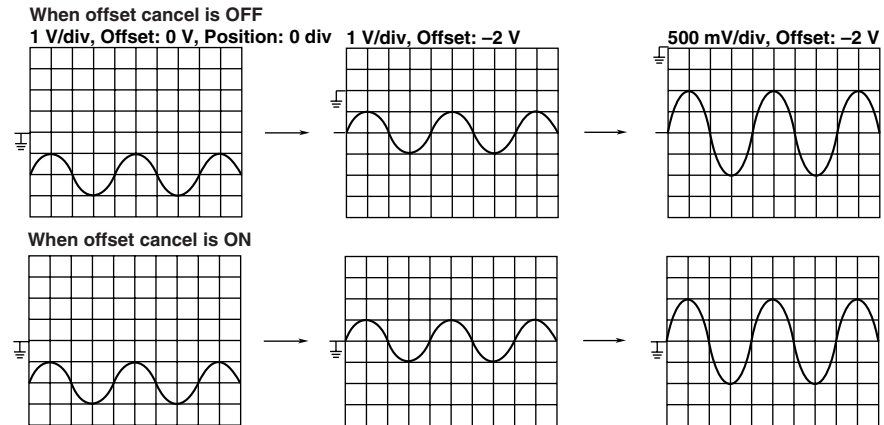 When offset cancel is OFF
1 V/div, Offset: 0 V, Position: 0 div 1 V/div, Offset: –2 V 500 mV/div, Offset: –2 V
When offset cancel is ON